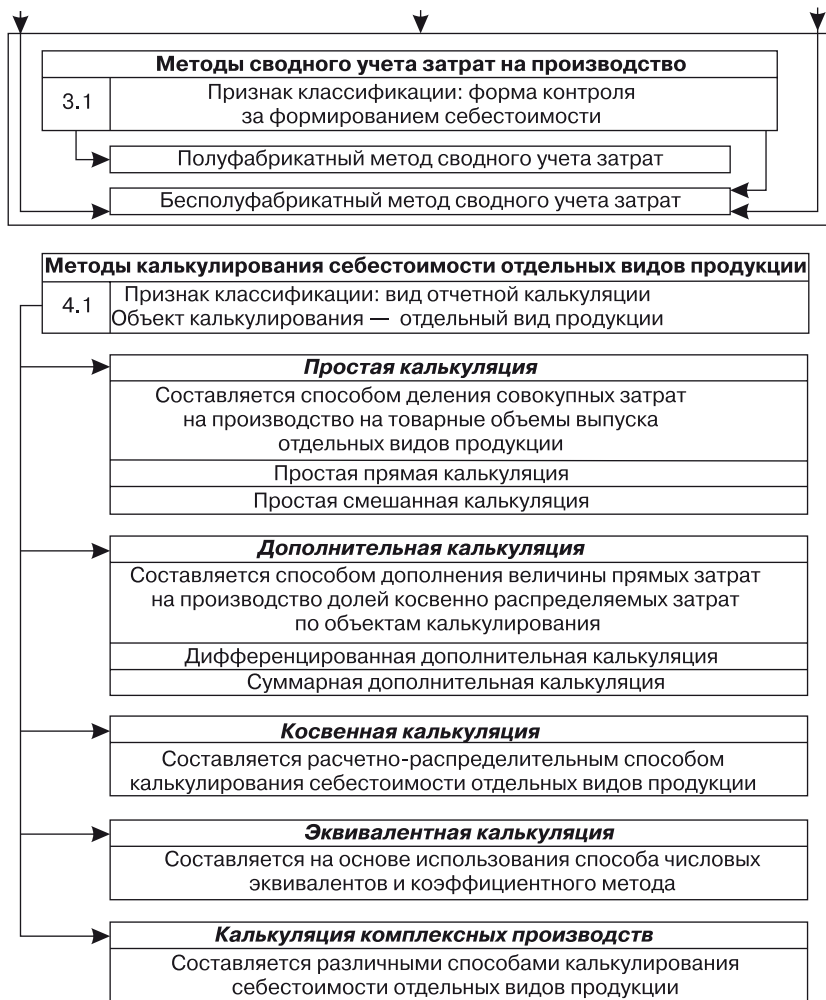 Методы сводного учета затрат на производство
3.1
Признак классификации: форма контроля
за формированием себестоимости
Полуфабрикатный метод сводного учета затрат
Бесполуфабрикатный метод сводного учета затрат
Методы калькулирования себестоимости отдельных видов продукции
4.1
Признак классификации: вид отчетной калькуляции
Объект калькулирования — отдельный вид продукции
Простая калькуляция
Составляется способом деления совокупных затрат
на производство на товарные объемы выпуска
отдельных видов продукции
Простая прямая калькуляция
Простая смешанная калькуляция
Дополнительная калькуляция
Составляется способом дополнения величины прямых затрат
на производство долей косвенно распределяемых затрат
по объектам калькулирования
Дифференцированная дополнительная калькуляция
Суммарная дополнительная калькуляция
Косвенная калькуляция
Составляется расчетно-распределительным способом
калькулирования себестоимости отдельных видов продукции
Эквивалентная калькуляция
Составляется на основе использования способа числовых
эквивалентов и коэффициентного метода
Калькуляция комплексных производств
Составляется различными способами калькулирования
себестоимости отдельных видов продукции